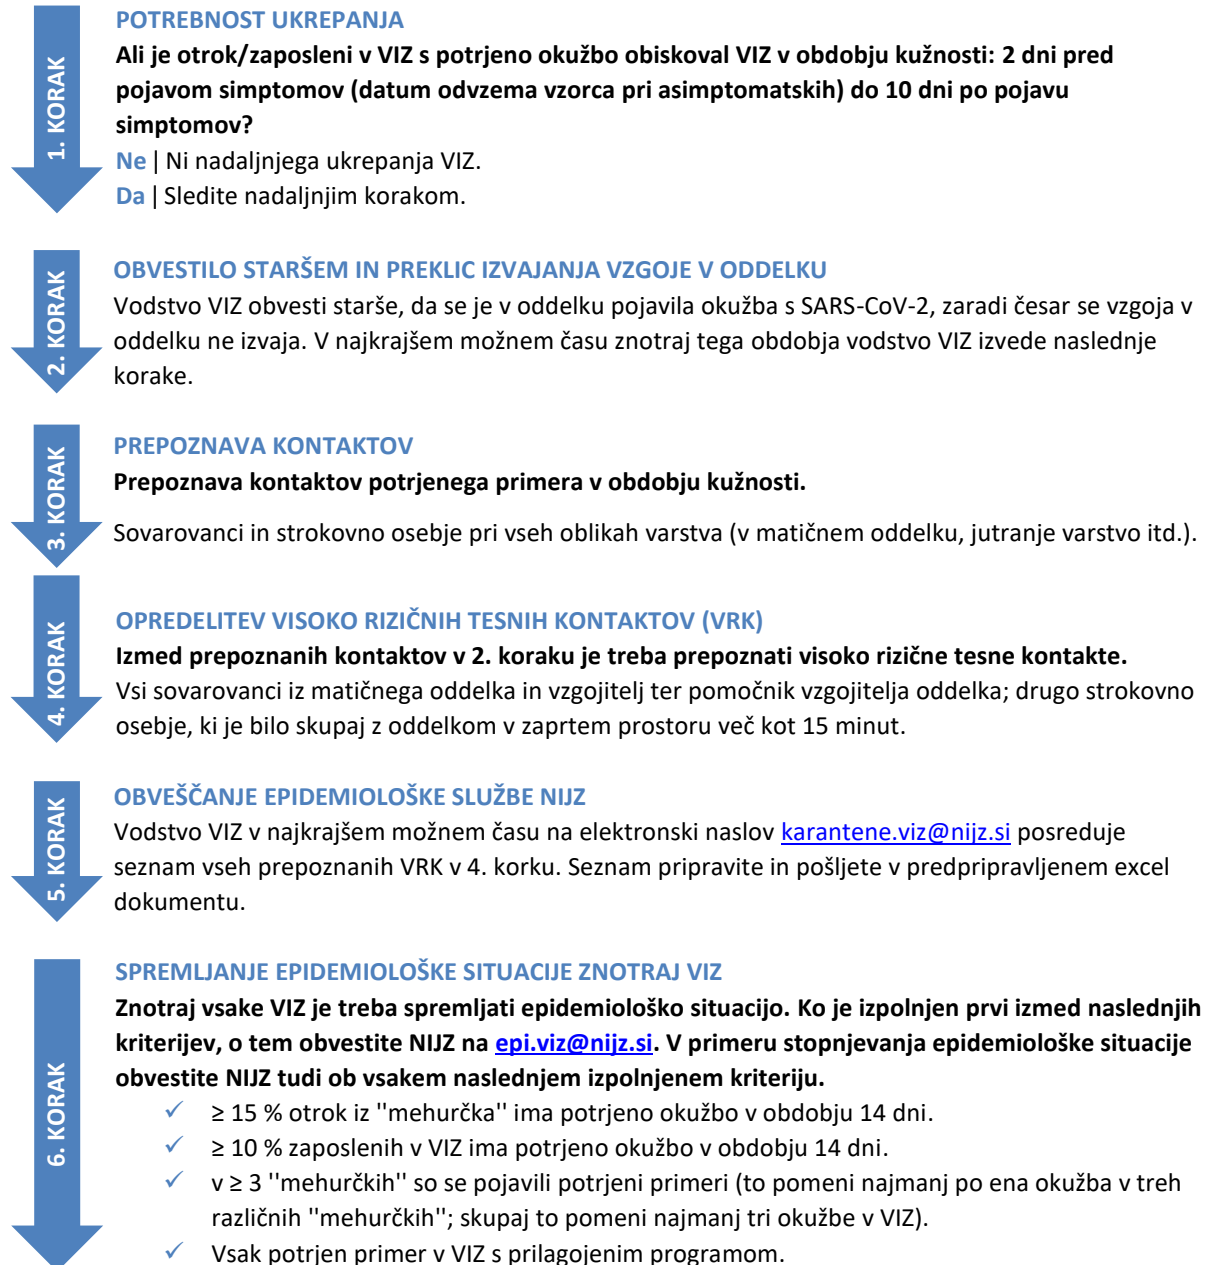 1. KORAK
POTREBNOST UKREPANJA
Ali je otrok/zaposleni v VIZ s potrjeno okužbo obiskoval VIZ v obdobju kužnosti: 2 dni pred
pojavom simptomov (datum odvzema vzorca pri asimptomatskih) do 10 dni po pojavu
simptomov?
Ne | Ni nadaljnjega ukrepanja VIZ.
Da | Sledite nadaljnjim korakom.
2. KORAK
OBVESTILO STARŠEM IN PREKLIC IZVAJANJA VZGOJE V ODDELKU
Vodstvo VIZ obvesti starše, da se je v oddelku pojavila okužba s SARS-CoV-2, zaradi česar se vzgoja v
oddelku ne izvaja. V najkrajšem možnem času znotraj tega obdobja vodstvo VIZ izvede naslednje
korake.
3. KORAK
PREPOZNAVA KONTAKTOV
Prepoznava kontaktov potrjenega primera v obdobju kužnosti.
Sovarovanci in strokovno osebje pri vseh oblikah varstva (v matičnem oddelku, jutranje varstvo itd.).
4. KORAK
OPREDELITEV VISOKO RIZIČNIH TESNIH KONTAKTOV (VRK)
Izmed prepoznanih kontaktov v 2. koraku je treba prepoznati visoko rizične tesne kontakte.
Vsi sovarovanci iz matičnega oddelka in vzgojitelj ter pomočnik vzgojitelja oddelka; drugo strokovno
osebje, ki je bilo skupaj z oddelkom v zaprtem prostoru več kot 15 minut.
5. KORAK
OBVEŠČANJE EPIDEMIOLOŠKE SLUŽBE NIJZ
Vodstvo VIZ v najkrajšem možnem času na elektronski naslov karantene.viz@nijz.si posreduje
seznam vseh prepoznanih VRK v 4. korku. Seznam pripravite in pošljete v predpripravljenem excel
dokumentu.
6. KORAK
SPREMLJANJE EPIDEMIOLOŠKE SITUACIJE ZNOTRAJ VIZ
Znotraj vsake VIZ je treba spremljati epidemiološko situacijo. Ko je izpolnjen prvi izmed naslednjih
kriterijev, o tem obvestite NIJZ na epi.viz@nijz.si. V primeru stopnjevanja epidemiološke situacije
obvestite NIJZ tudi ob vsakem naslednjem izpolnjenem kriteriju.
✓ ≥ 15 % otrok iz ''mehurčka'' ima potrjeno okužbo v obdobju 14 dni.
✓ ≥ 10 % zaposlenih v VIZ ima potrjeno okužbo v obdobju 14 dni.
✓ v ≥ 3 ''mehurčkih'' so se pojavili potrjeni primeri (to pomeni najmanj po ena okužba v treh
različnih ''mehurčkih''; skupaj to pomeni najmanj tri okužbe v VIZ).
✓ Vsak potrjen primer v VIZ s prilagojenim programom.